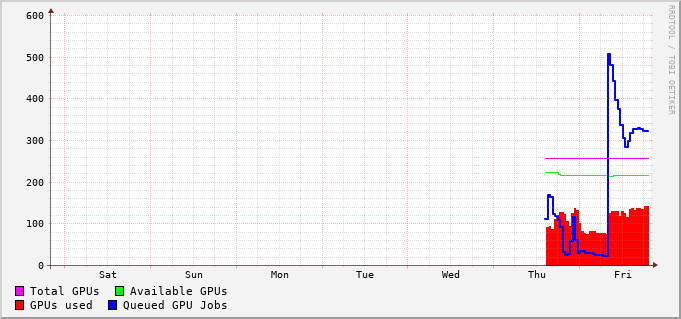 600
500
400
300
200
100
0
Sat Sun Mon Tue Wed Thu Fri
Total GPUs Available GPUs
GPUs used Queued GPU Jobs
RRDTOOL / TOBI OETIKER